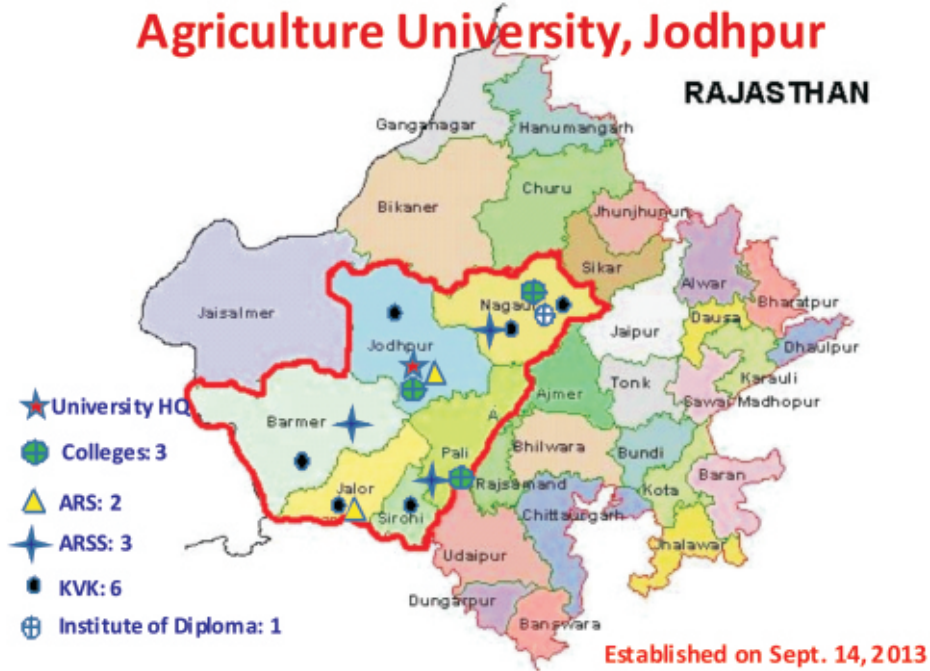 Agriculture University, Jodhpur
RAJASTHAN
Ganganagar
Hanumangarh
Churu
Bikaner
Jhunjhunun
Sikar
Alwar
Nagaur
Bharatpur
Jaisalmer
Dausa
Jaipur
Jodhpur
Dhaulpur
Karauli
Tonk
Ajmer
Sawai Madhopur
University HQ
Barmer
Bhilwara
Pali
Bundi
Colleges: 3
Baran
Rajsamand
Jalor
Kota
ARS: 2
Sirohi
Chittaurgarh
ARSS: 3
Jhalawar
Udaipur
KVK: 6
Dungarpur
Banswara
Institute of Diploma: 1
Established on Sept. 14, 2013